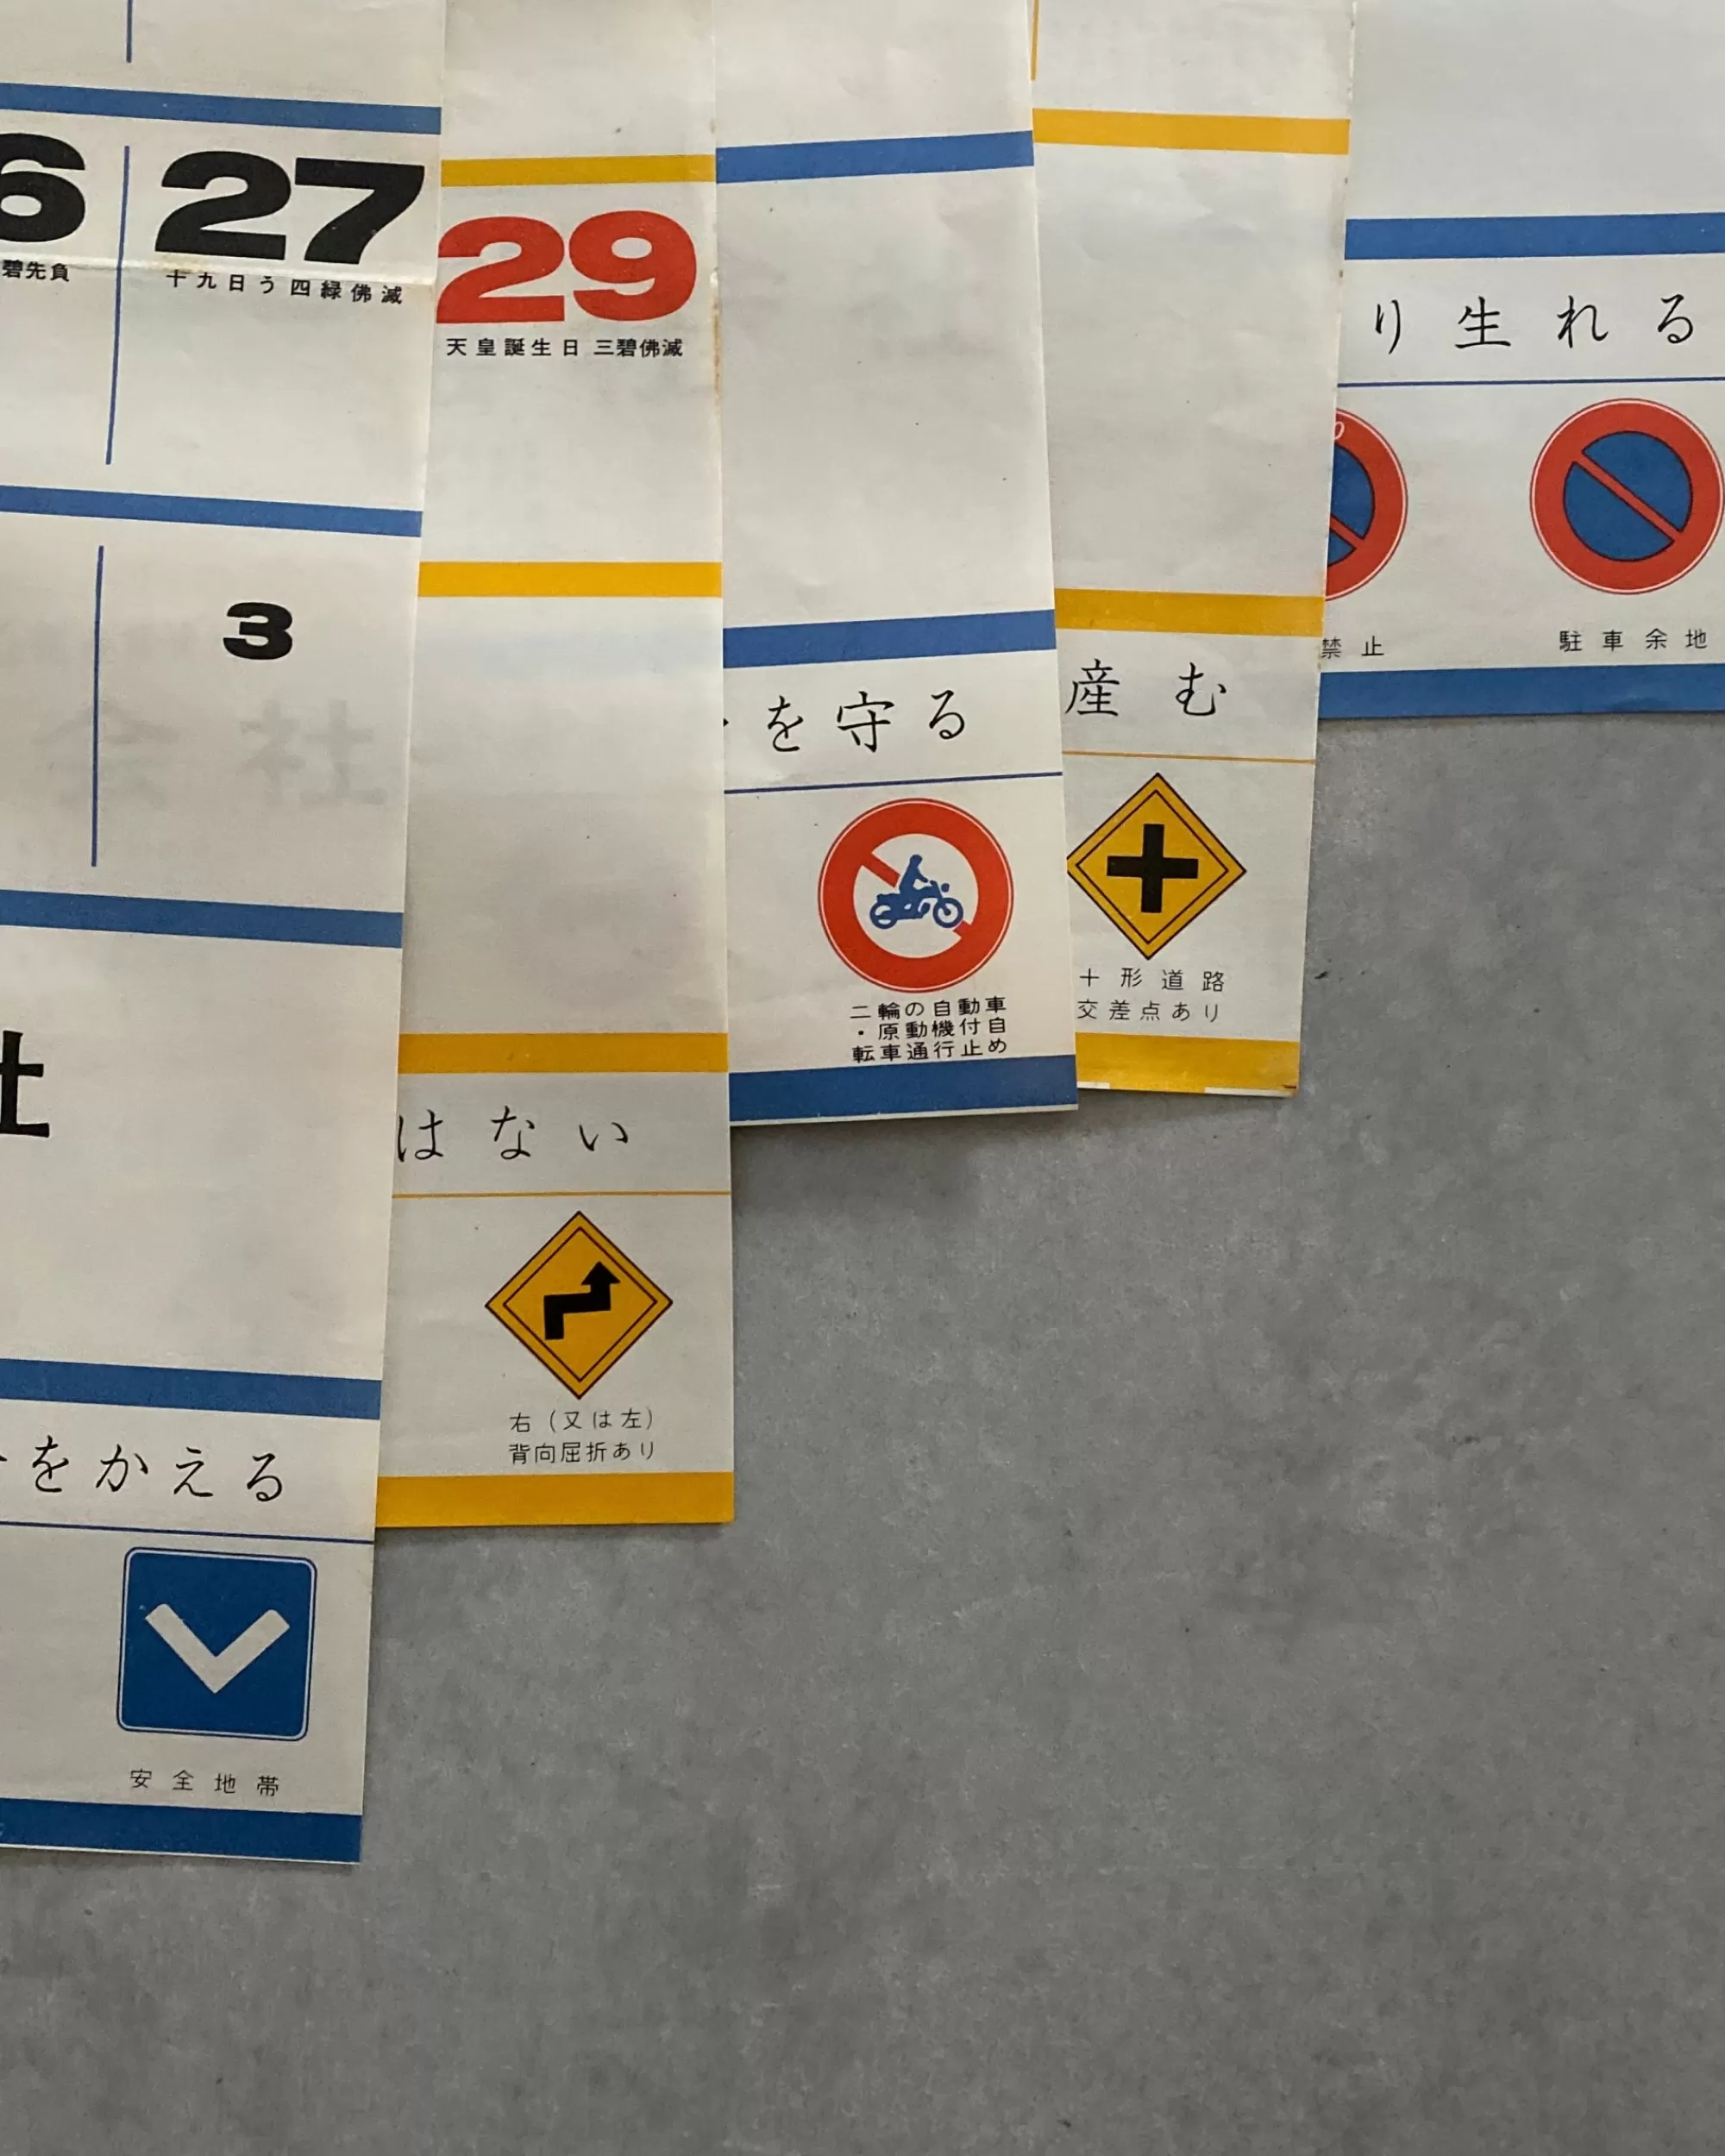 6
碧先負
27
十九日う四緑佛滅
3
社
をかえる
安全地帯
29
天皇誕生日 三碧佛滅
はない
右(又は左)
背向屈折あり
を守る
二輪の自動車
・原動機付自
転車通行止め
産む
十形道路
交差点あり
り生れる
禁止
駐車余地